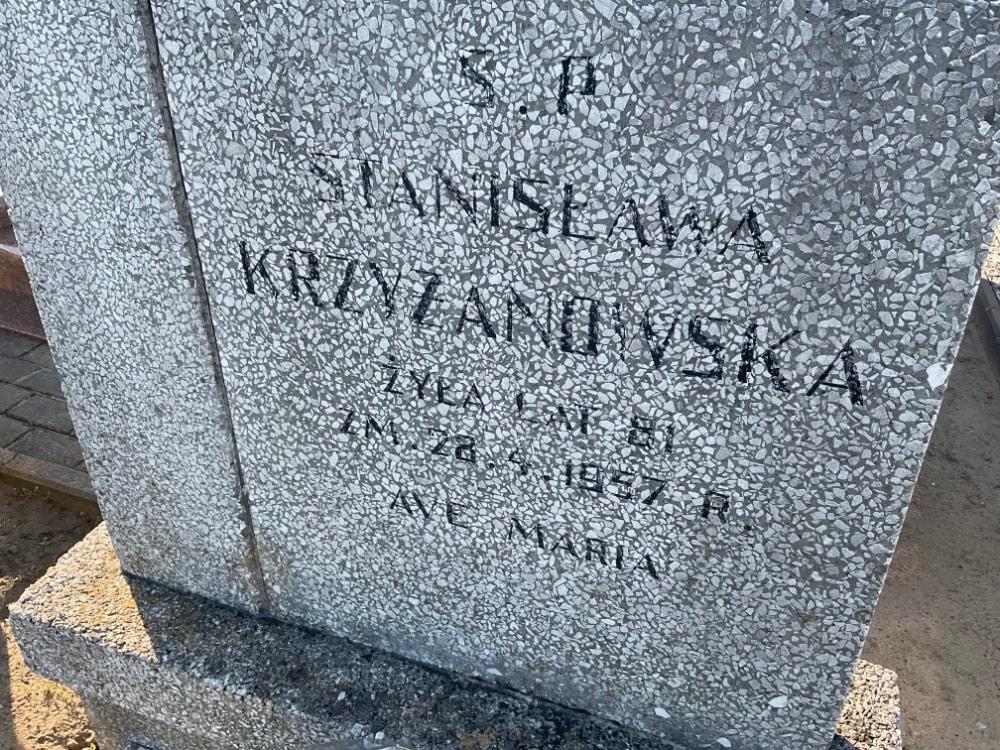 Ś.P
STANISŁAWA
KRZYŻANOWSKA
ŻYŁA LAT 81
ZM. 28.4.1957 R.
AVE MARIA